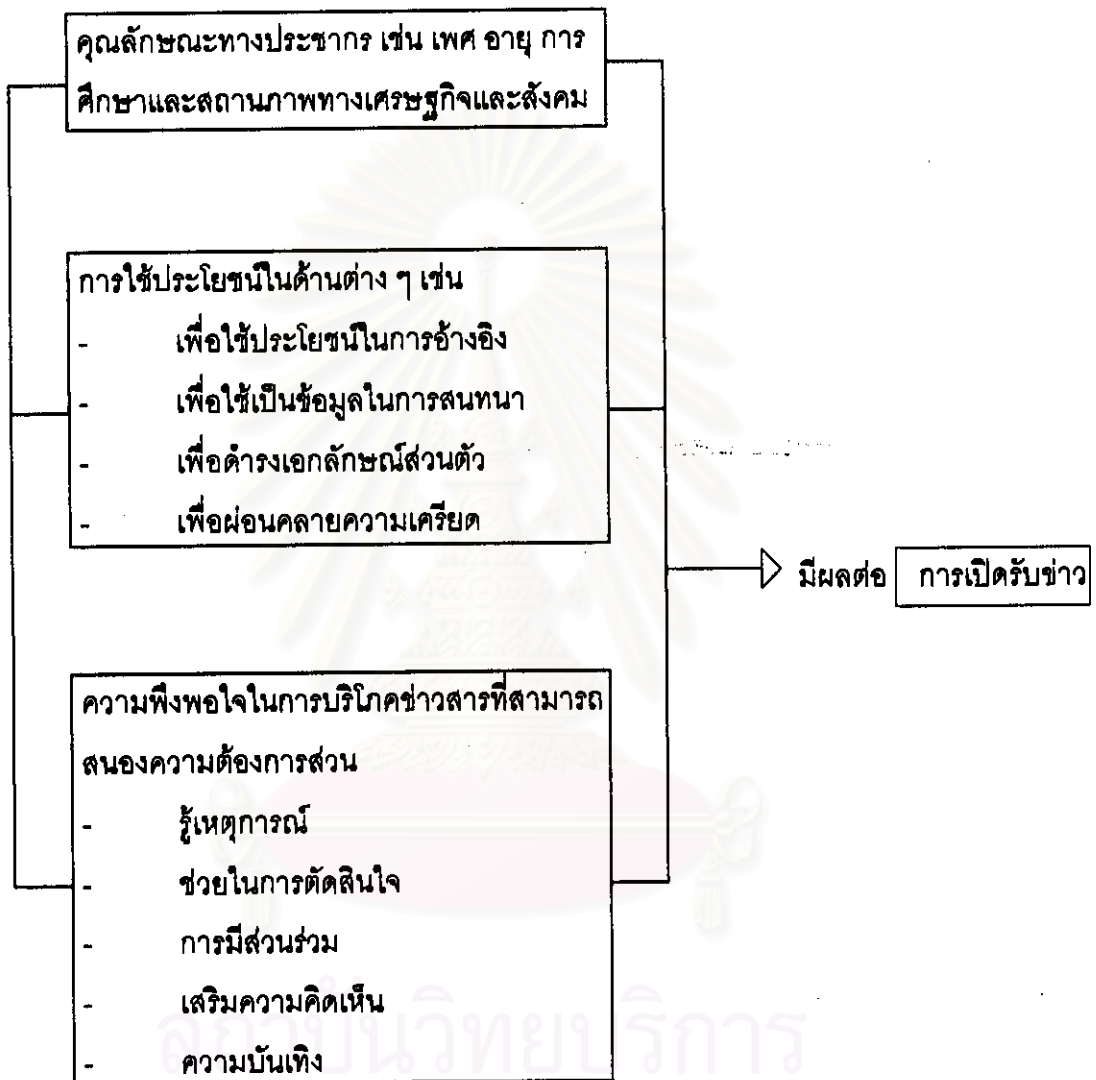 คุณลักษณะทางประชากร เช่น เพศ อายุ การ
ศึกษาและสถานภาพทางเศรษฐกิจและสังคม
การใช้ประโยชน์ในด้านต่าง ๆ เช่น
- เพื่อใช้ประโยชน์ในการอ้างอิง
- เพื่อใช้เป็นข้อมูลในการสนทนา
- เพื่อดำรงเอกลักษณ์ส่วนตัว
- เพื่อผ่อนคลายความเครียด
มีผลต่อ การเปิดรับข่าว
ความพึงพอใจในการบริโภคข่าวสารที่สามารถ
สนองความต้องการส่วน
- รู้เหตุการณ์
- ช่วยในการตัดสินใจ
- การมีส่วนร่วม
- เสริมความคิดเห็น
- ความบันเทิง
สถาบันวิทยบริการ